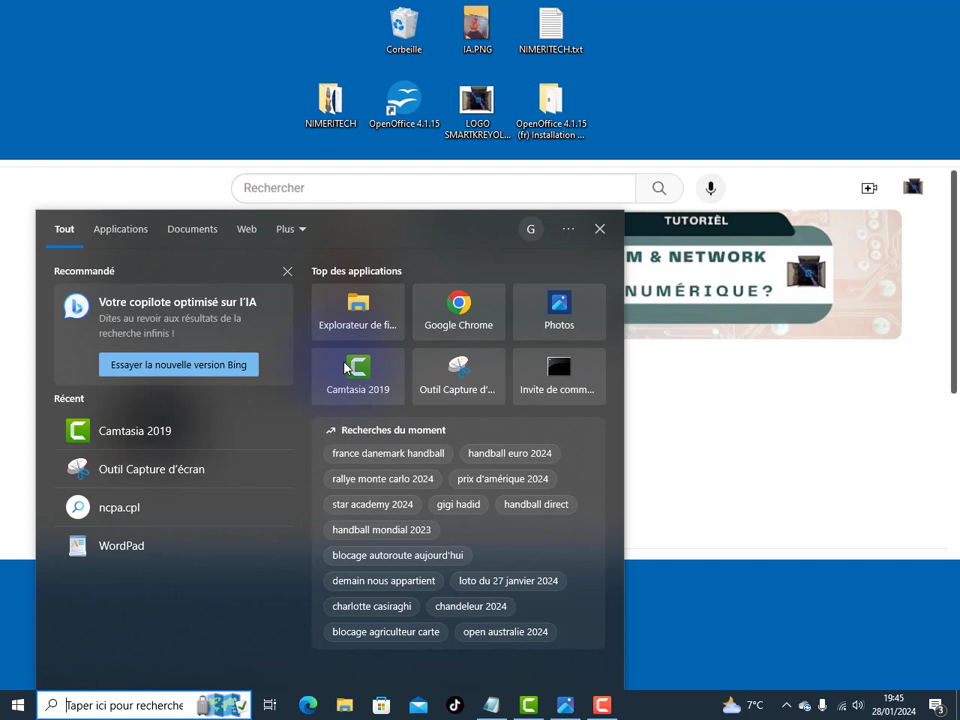 Corbeille
IA.PNG
NIMERITECH.txt
NIMERITECH
OpenOffice 4.1.15
LOGO
SMARTKREYOL...
OpenOffice 4.1.15
(fr) Installation ...
Rechercher
TUTORIÈL
M & NETWORK
NUMÉRIQUE?
Tout
Applications
Documents
Web
Plus
G
Recommandé
Votre copilote optimisé sur l'IA
Dites au revoir aux résultats de la
recherche infinis !
Essayer la nouvelle version Bing
Récent
Camtasia 2019
Outil Capture d'écran
ncpa.cpl
WordPad
Top des applications
Explorateur de fi...
Google Chrome
Photos
Camtasia 2019
Outil Capture d'...
Invite de comm...
Recherches du moment
france danemark handball
handball euro 2024
rallye monte carlo 2024
prix d'amérique 2024
star academy 2024
gigi hadid
handball direct
handball mondial 2023
blocage autoroute aujourd'hui
demain nous appartient
loto du 27 janvier 2024
charlotte casiraghi
chandeleur 2024
blocage agriculteur carte
open australie 2024
Taper ici pour recherche
7°C
19:45
28/01/2024
3